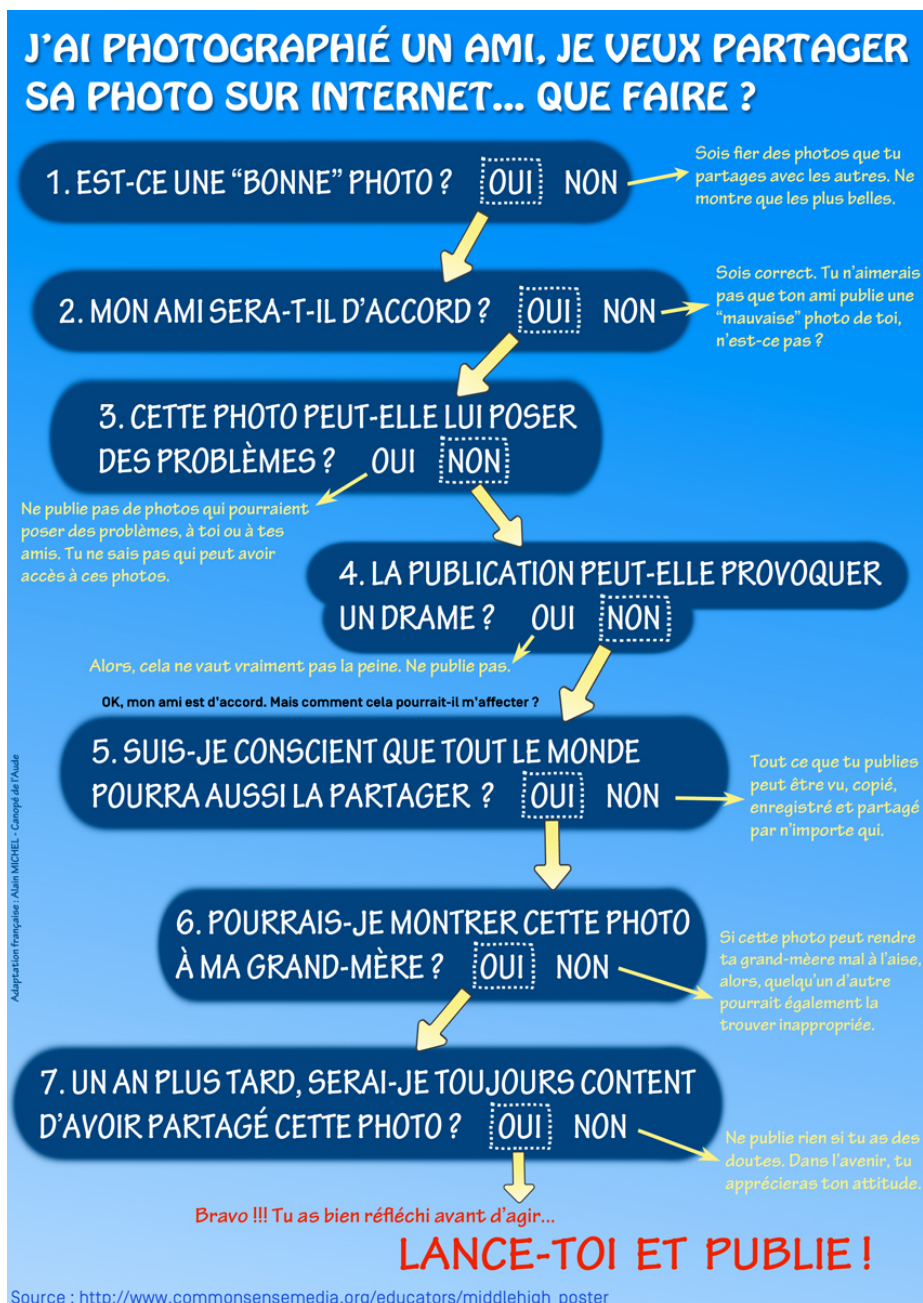 J'AI PHOTOGRAPHIÉ UN AMI, JE VEUX PARTAGER
SA PHOTO SUR INTERNET... QUE FAIRE ?
1. EST-CE UNE “BONNE” PHOTO ? OUI NON
Sois fier des photos que tu
partages avec les autres. Ne
montre que les plus belles.
2. MON AMI SERA-T-IL D'ACCORD ? OUI NON
Sois correct. Tu n'aimerais
pas que ton ami publie une
“mauvaise” photo de toi,
n'est-ce pas ?
3. CETTE PHOTO PEUT-ELLE LUI POSER
DES PROBLÈMES ? OUI NON
Ne publie pas de photos qui pourraient
poser des problèmes, à toi ou à tes
amis. Tu ne sais pas qui peut avoir
accès à ces photos.
4. LA PUBLICATION PEUT-ELLE PROVOQUER
UN DRAME ? OUI NON
Alors, cela ne vaut vraiment pas la peine. Ne publie pas.
OK, mon ami est d'accord. Mais comment cela pourrait-il m'affecter ?
5. SUIS-JE CONSCIENT QUE TOUT LE MONDE
POURRA AUSSI LA PARTAGER ? OUI NON
Tout ce que tu publies
peut être vu, copié,
enregistré et partagé
par n'importe qui.
6. POURRAIS-JE MONTRER CETTE PHOTO
À MA GRAND-MÈRE ? OUI NON
Si cette photo peut rendre
ta grand-mèere mal à l'aise,
alors, quelqu'un d'autre
pourrait également la
trouver inappropriée.
7. UN AN PLUS TARD, SERAI-JE TOUJOURS CONTENT
D'AVOIR PARTAGÉ CETTE PHOTO ? OUI NON
Ne publie rien si tu as des
doutes. Dans l'avenir, tu
apprécieras ton attitude.
Bravo !!! Tu as bien réfléchi avant d'agir...
LANCE-TOI ET PUBLIE !
Adaptation française : Alain MICHEL - Canopé de l'Aude
Source : http://www.commonsensemedia.org/educators/middlehigh_poster